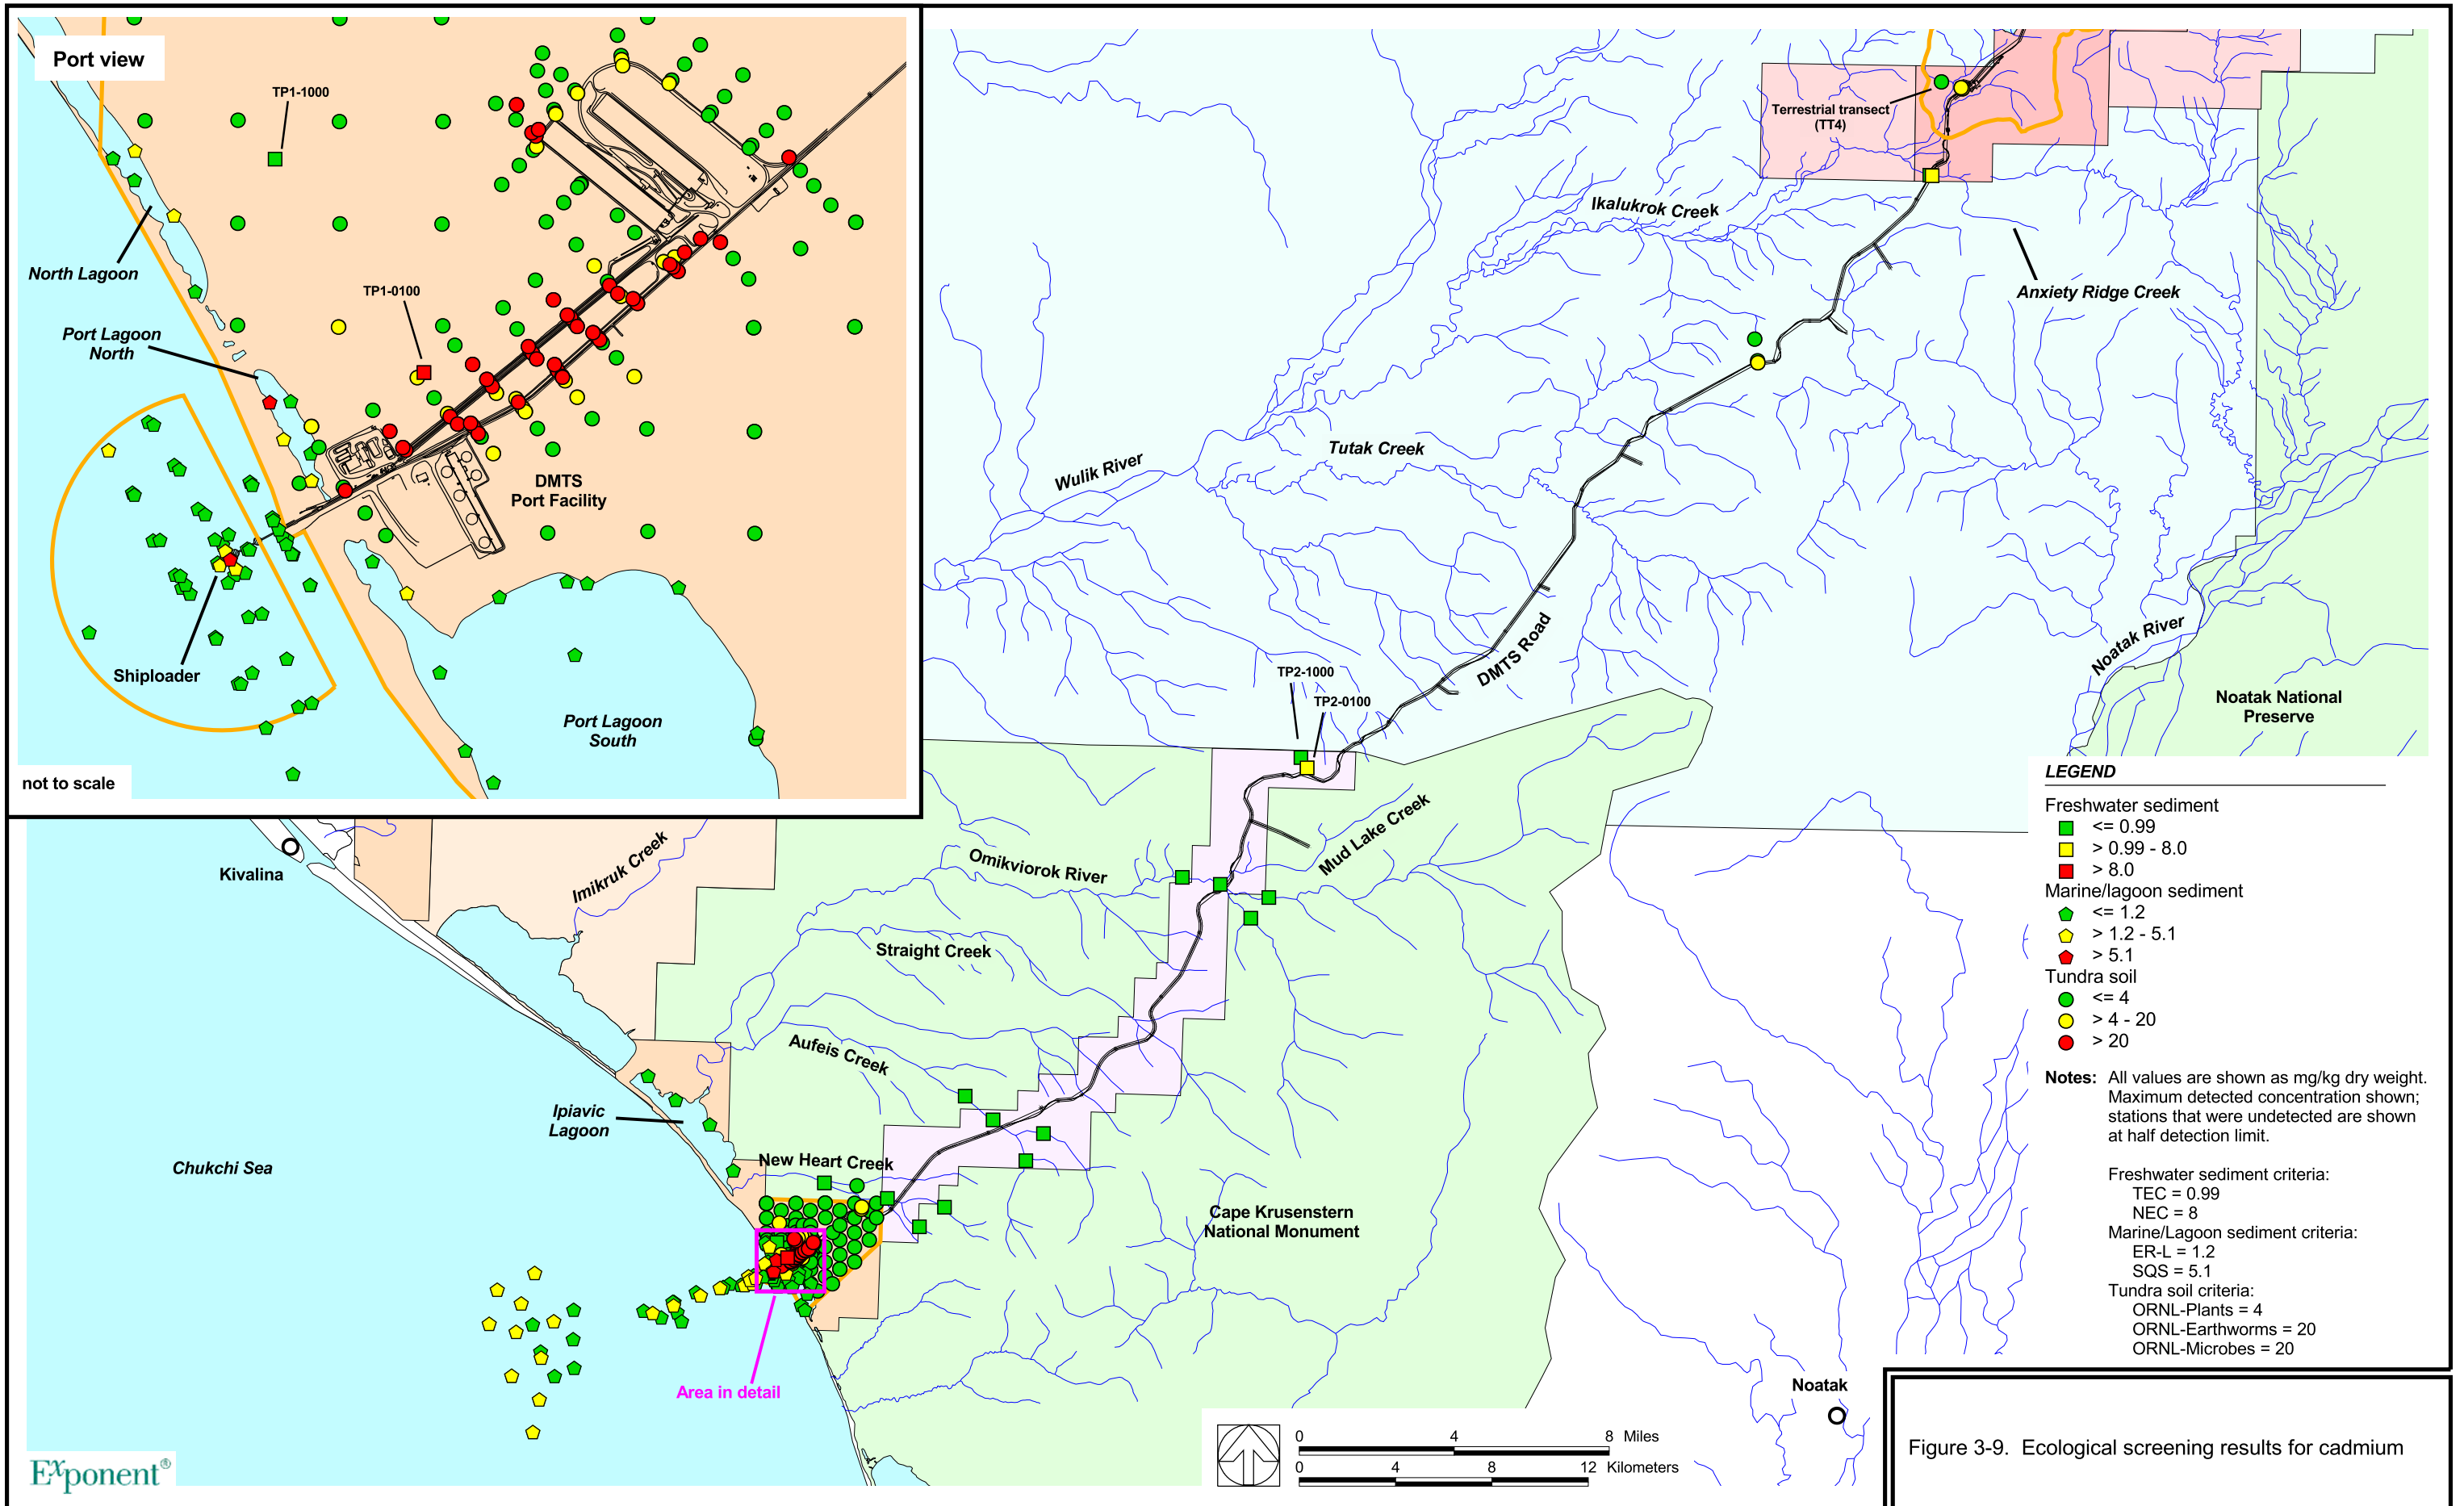 Port view
TP1-1000
North Lagoon
TP1-0100
Port Lagoon
North
DMTS
Port Facility
Shiploader
Port Lagoon
South
not to scale
Terrestrial transect
(TT4)
Ikalukrok Creek
Anxiety Ridge Creek
Tutak Creek
Wulik River
DMTS Road
Noatak River
Noatak National
Preserve
TP2-1000
TP2-0100
Kivalina
Imikruk Creek
Omikviorok River
Mud Lake Creek
Straight Creek
Aufeis Creek
Ipiavic
Lagoon
New Heart Creek
Chukchi Sea
Cape Krusenstern
National Monument
Area in detail
Noatak
LEGEND
Freshwater sediment
<= 0.99
> 0.99 - 8.0
> 8.0
Marine/lagoon sediment
<= 1.2
> 1.2 - 5.1
> 5.1
Tundra soil
<= 4
> 4 - 20
> 20
Notes: All values are shown as mg/kg dry weight.
Maximum detected concentration shown;
stations that were undetected are shown
at half detection limit.
Freshwater sediment criteria:
TEC = 0.99
NEC = 8
Marine/Lagoon sediment criteria:
ER-L = 1.2
SQS = 5.1
Tundra soil criteria:
ORNL-Plants = 4
ORNL-Earthworms = 20
ORNL-Microbes = 20
0 4 8 Miles
0 4 8 12 Kilometers
Exponent®
Figure 3-9. Ecological screening results for cadmium